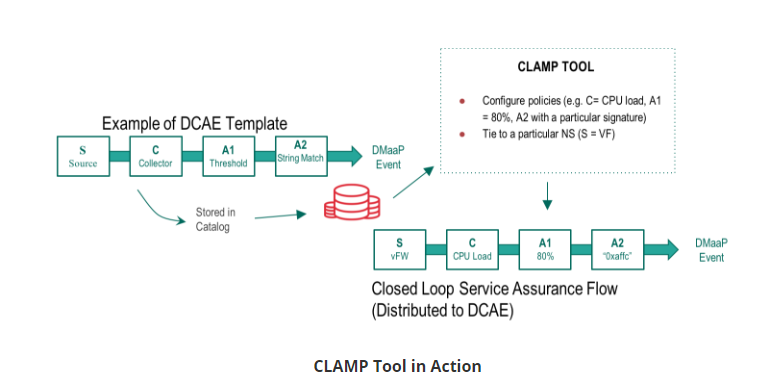 CLAMP TOOL
• Configure policies (e.g. C= CPU load, A1
= 80%, A2 with a particular signature)
• Tie to a particular NS (S = VF)
Example of DCAE Template
S
Source
C
Collector
A1
Threshold
A2
String Match
DMaaP
Event
Stored in
Catalog
S
vFW
C
CPU Load
A1
80%
A2
"0xaffc"
DMaaP
Event
Closed Loop Service Assurance Flow
(Distributed to DCAE)
CLAMP Tool in Action